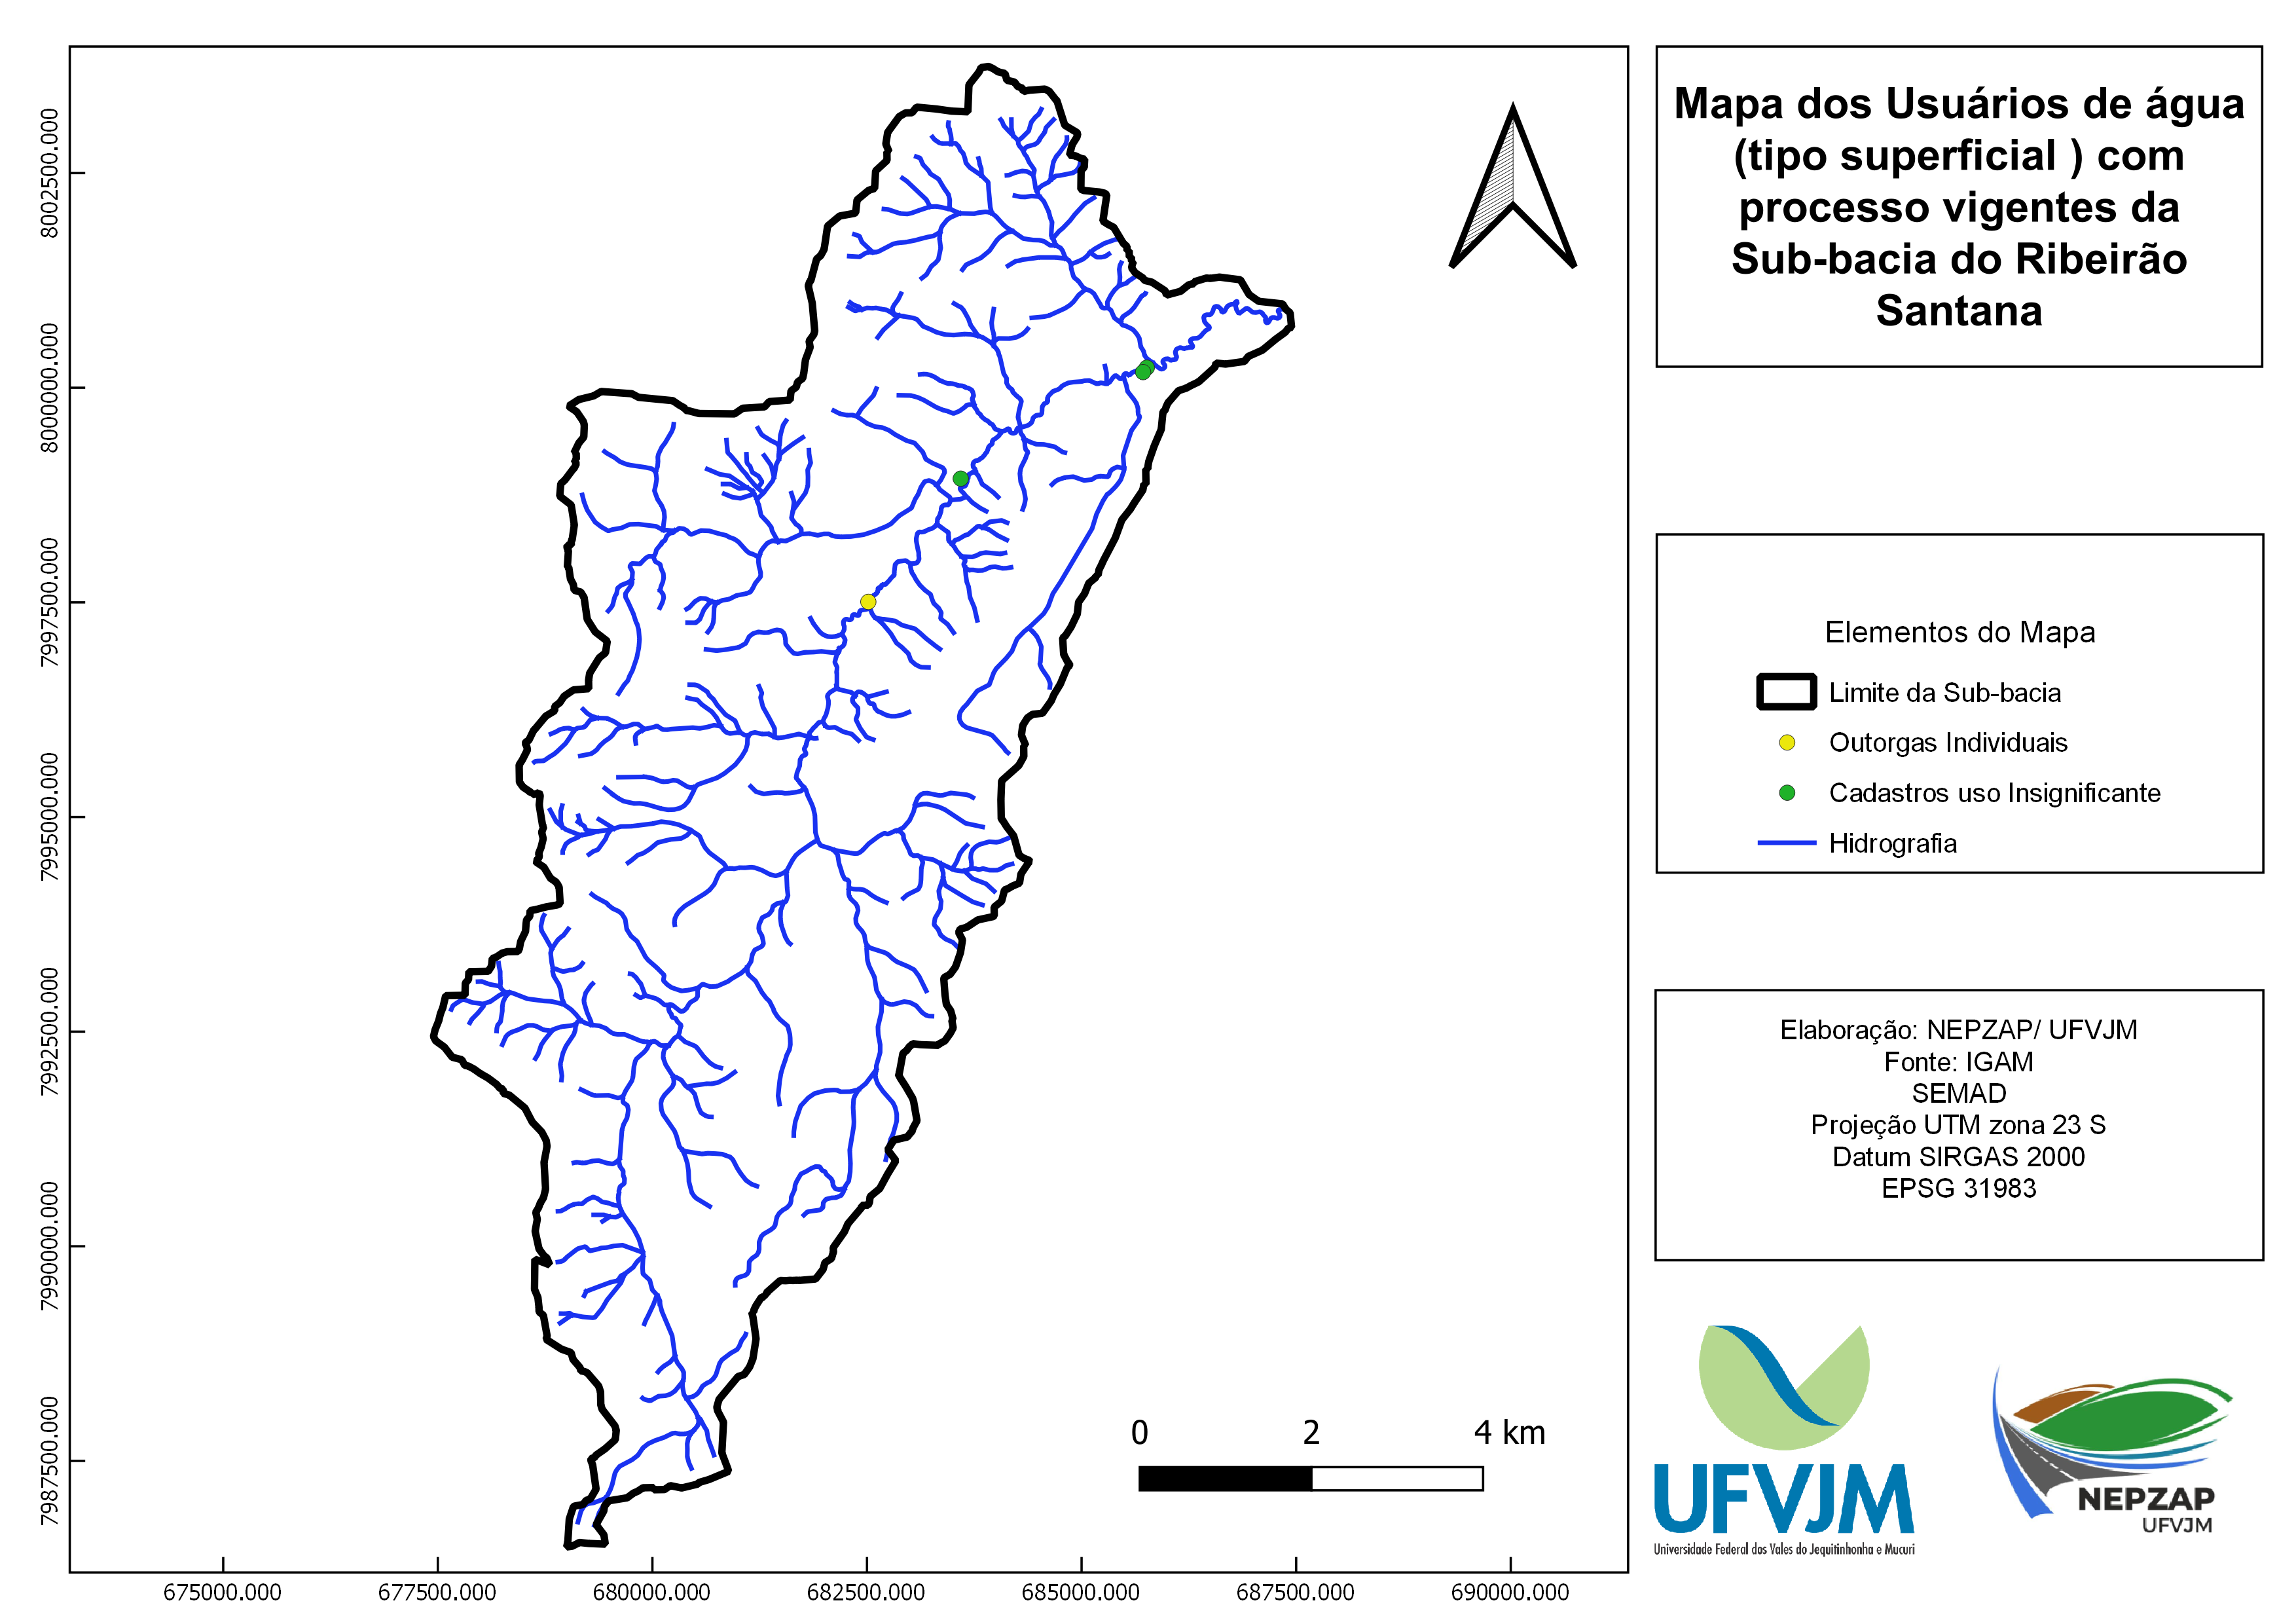 Mapa dos Usuários de água
(tipo superficial ) com
processo vigentes da
Sub-bacia do Ribeirão
Santana
8002500.000
8000000.000
7997500.000
7995000.000
7992500.000
7990000.000
7987500.000
675000.000
677500.000
680000.000
682500.000
685000.000
687500.000
690000.000
0 2 4 km
Elementos do Mapa
Limite da Sub-bacia
Outorgas Individuais
Cadastros uso Insignificante
Hidrografia
Elaboração: NEPZAP/ UFVJM
Fonte: IGAM
SEMAD
Projeção UTM zona 23 S
Datum SIRGAS 2000
EPSG 31983
UFVJM
Universidade Federal dos Vales do Jequitinhonha e Mucuri
NEPZAP
UFVJM